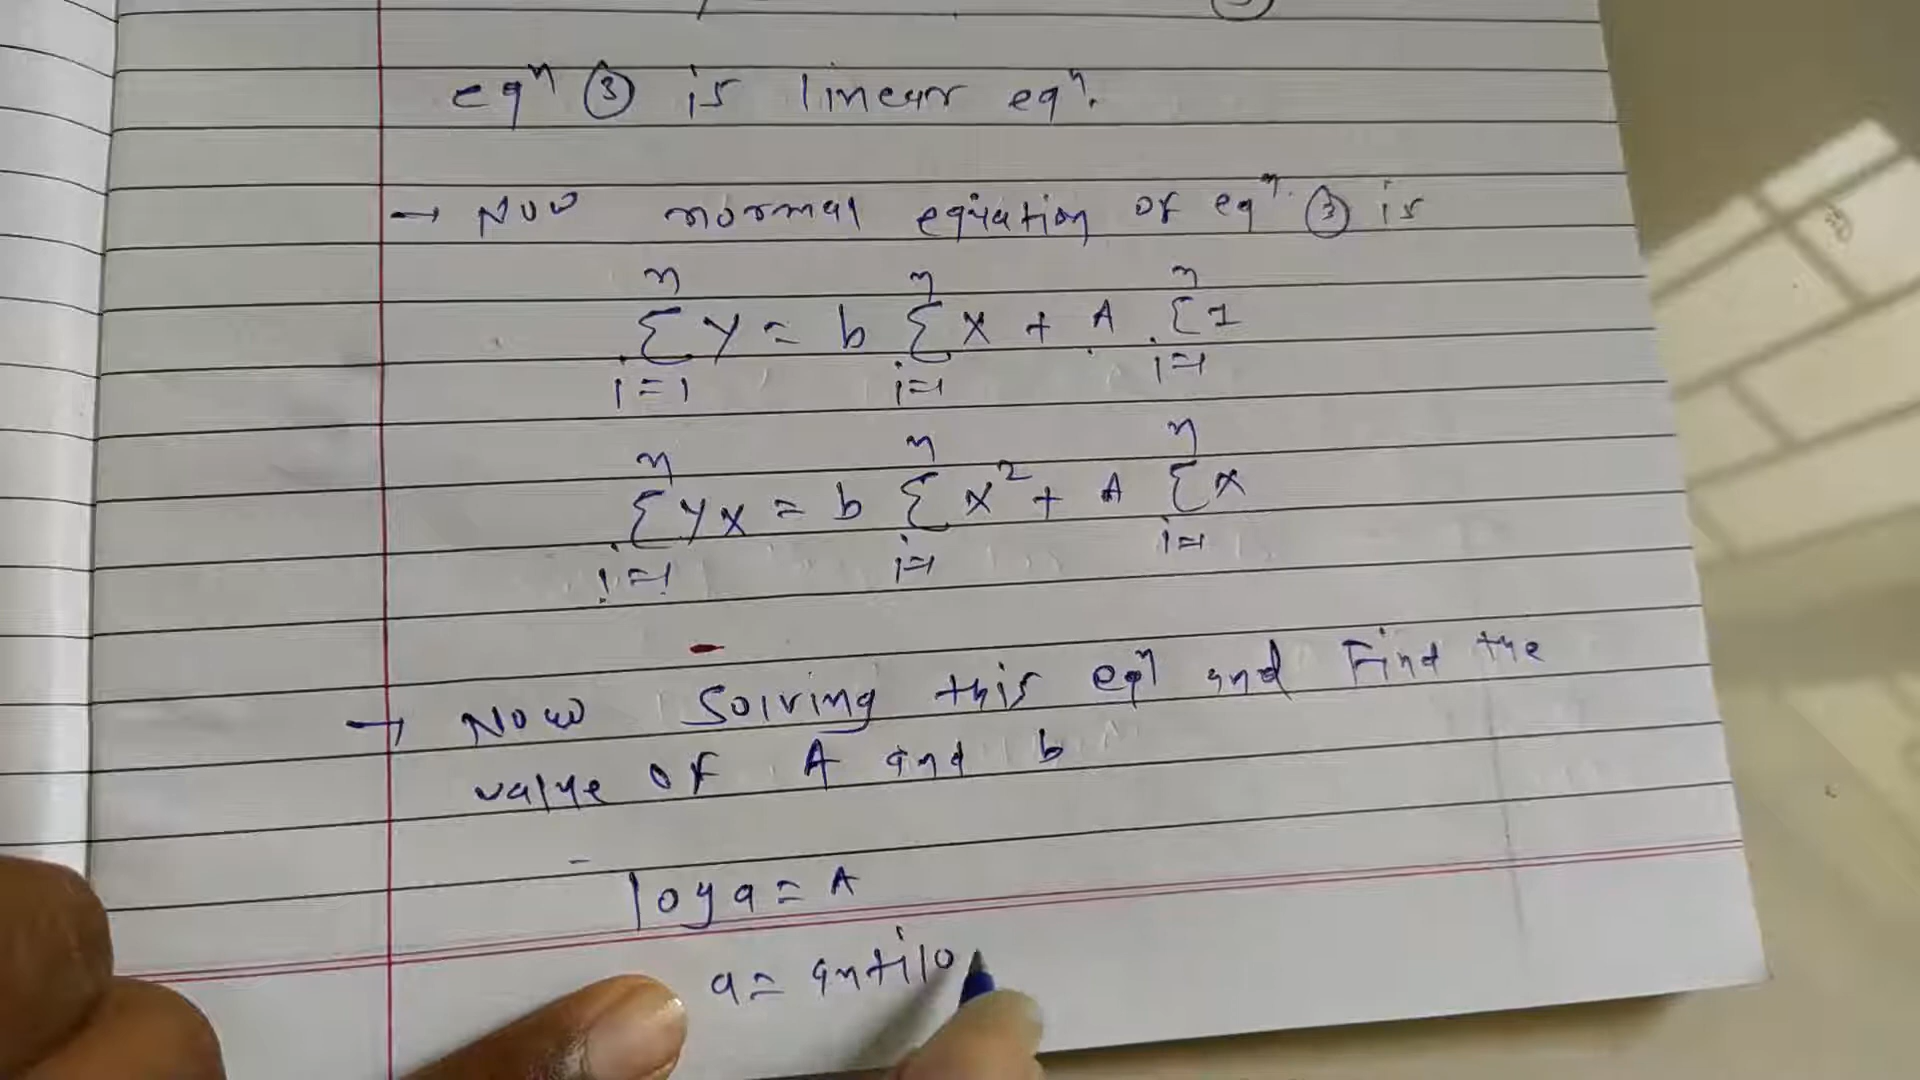 eqⁿ ③ is linear eqⁿ.
→ Now normal equation of eqⁿ. ③ is
n n n
Σ Y = b Σ X + A Σ 1
i=1 i=1 i=1
n n n
Σ YX = b Σ X² + A Σ X
i=1 i=1 i=1
→ Now Solving this eqⁿ and Find the
value of A and b
log a = A
a = antilo